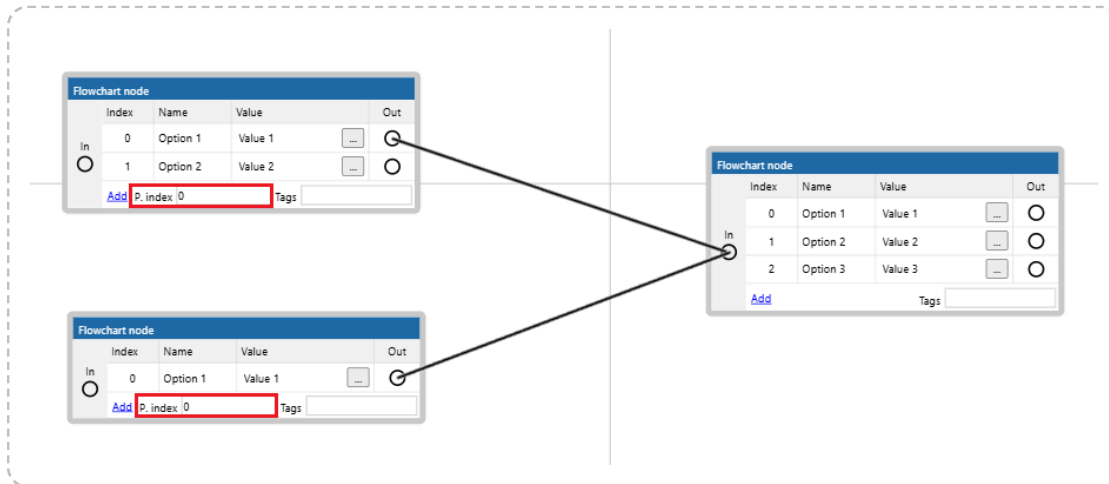 Flowchart node
Index Name Value Out
In
0 Option 1 Value 1 ...
1 Option 2 Value 2 ...
Add P. index 0 Tags
Flowchart node
Index Name Value Out
In
0 Option 1 Value 1 ...
1 Option 2 Value 2 ...
2 Option 3 Value 3 ...
Add Tags
Flowchart node
Index Name Value Out
In
0 Option 1 Value 1 ...
Add P. index 0 Tags